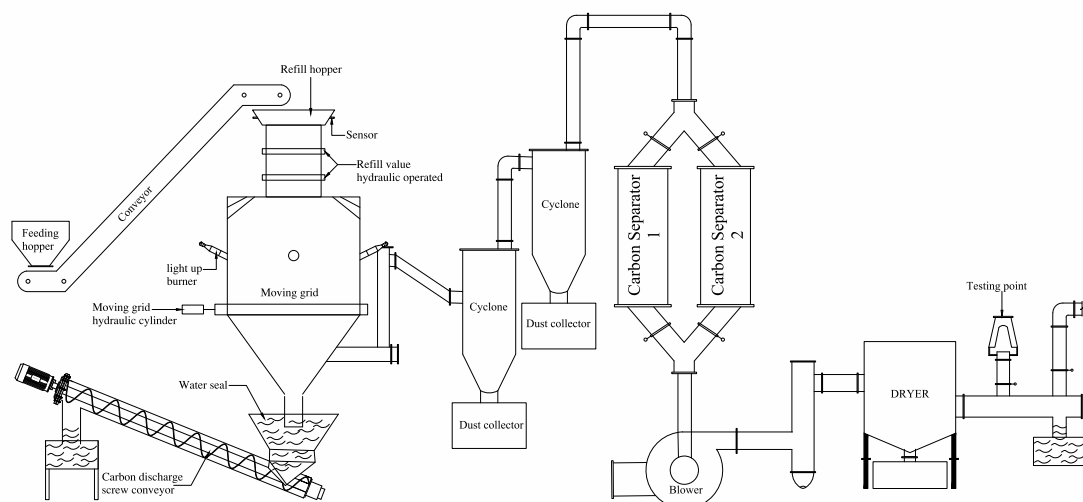 Refill hopper
Sensor
Refill value
hydraulic operated
Conveyor
Feeding
hopper
light up
burner
Moving grid
Moving grid
hydraulic cylinder
Water seal
Carbon discharge
screw conveyor
Cyclone
Dust collector
Cyclone
Dust collector
Carbon Separator
1
Carbon Separator
2
Blower
DRYER
Testing point